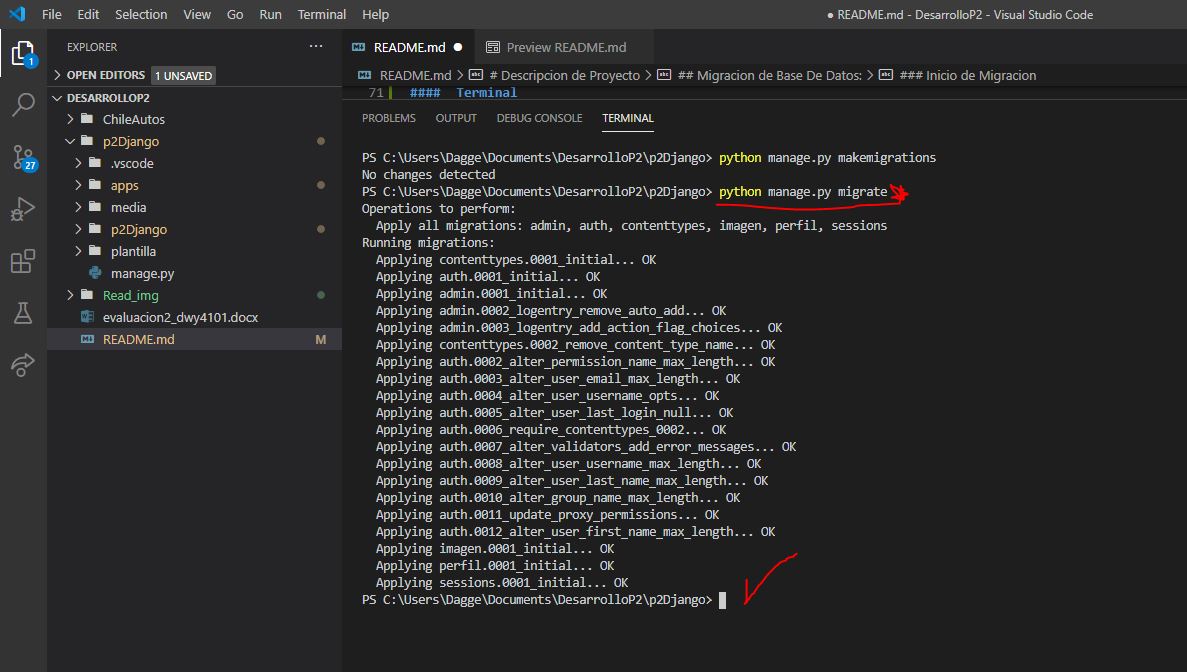 File Edit Selection View Go Run Terminal Help
● README.md - DesarrolloP2 - Visual Studio Code
EXPLORER
OPEN EDITORS 1 UNSAVED
DESARROLLOP2
ChileAutos
p2Django
.vscode
apps
media
p2Django
plantilla
manage.py
Read_img
evaluacion2_dwy4101.docx
README.md M
1
27
README.md ● Preview README.md
README.md > # Descripcion de Proyecto > ## Migracion de Base De Datos: > ### Inicio de Migracion
71 #### Terminal
PROBLEMS OUTPUT DEBUG CONSOLE TERMINAL
PS C:\Users\Dagge\Documents\DesarrolloP2\p2Django> python manage.py makemigrations
No changes detected
PS C:\Users\Dagge\Documents\DesarrolloP2\p2Django> python manage.py migrate
Operations to perform:
Apply all migrations: admin, auth, contenttypes, imagen, perfil, sessions
Running migrations:
Applying contenttypes.0001_initial... OK
Applying auth.0001_initial... OK
Applying admin.0001_initial... OK
Applying admin.0002_logentry_remove_auto_add... OK
Applying admin.0003_logentry_add_action_flag_choices... OK
Applying contenttypes.0002_remove_content_type_name... OK
Applying auth.0002_alter_permission_name_max_length... OK
Applying auth.0003_alter_user_email_max_length... OK
Applying auth.0004_alter_user_username_opts... OK
Applying auth.0005_alter_user_last_login_null... OK
Applying auth.0006_require_contenttypes_0002... OK
Applying auth.0007_alter_validators_add_error_messages... OK
Applying auth.0008_alter_user_username_max_length... OK
Applying auth.0009_alter_user_last_name_max_length... OK
Applying auth.0010_alter_group_name_max_length... OK
Applying auth.0011_update_proxy_permissions... OK
Applying auth.0012_alter_user_first_name_max_length... OK
Applying imagen.0001_initial... OK
Applying perfil.0001_initial... OK
Applying sessions.0001_initial... OK
PS C:\Users\Dagge\Documents\DesarrolloP2\p2Django>